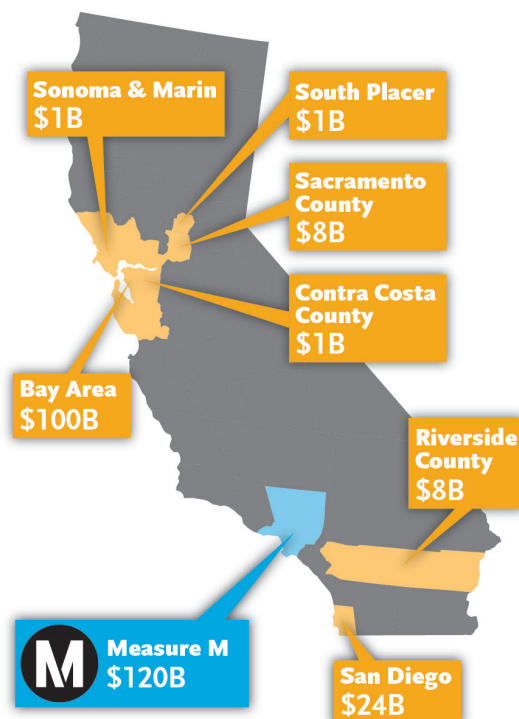 Sonoma & Marin
$1B
South Placer
$1B
Sacramento
County
$8B
Contra Costa
County
$1B
Bay Area
$100B
Riverside
County
$8B
M
Measure M
$120B
San Diego
$24B